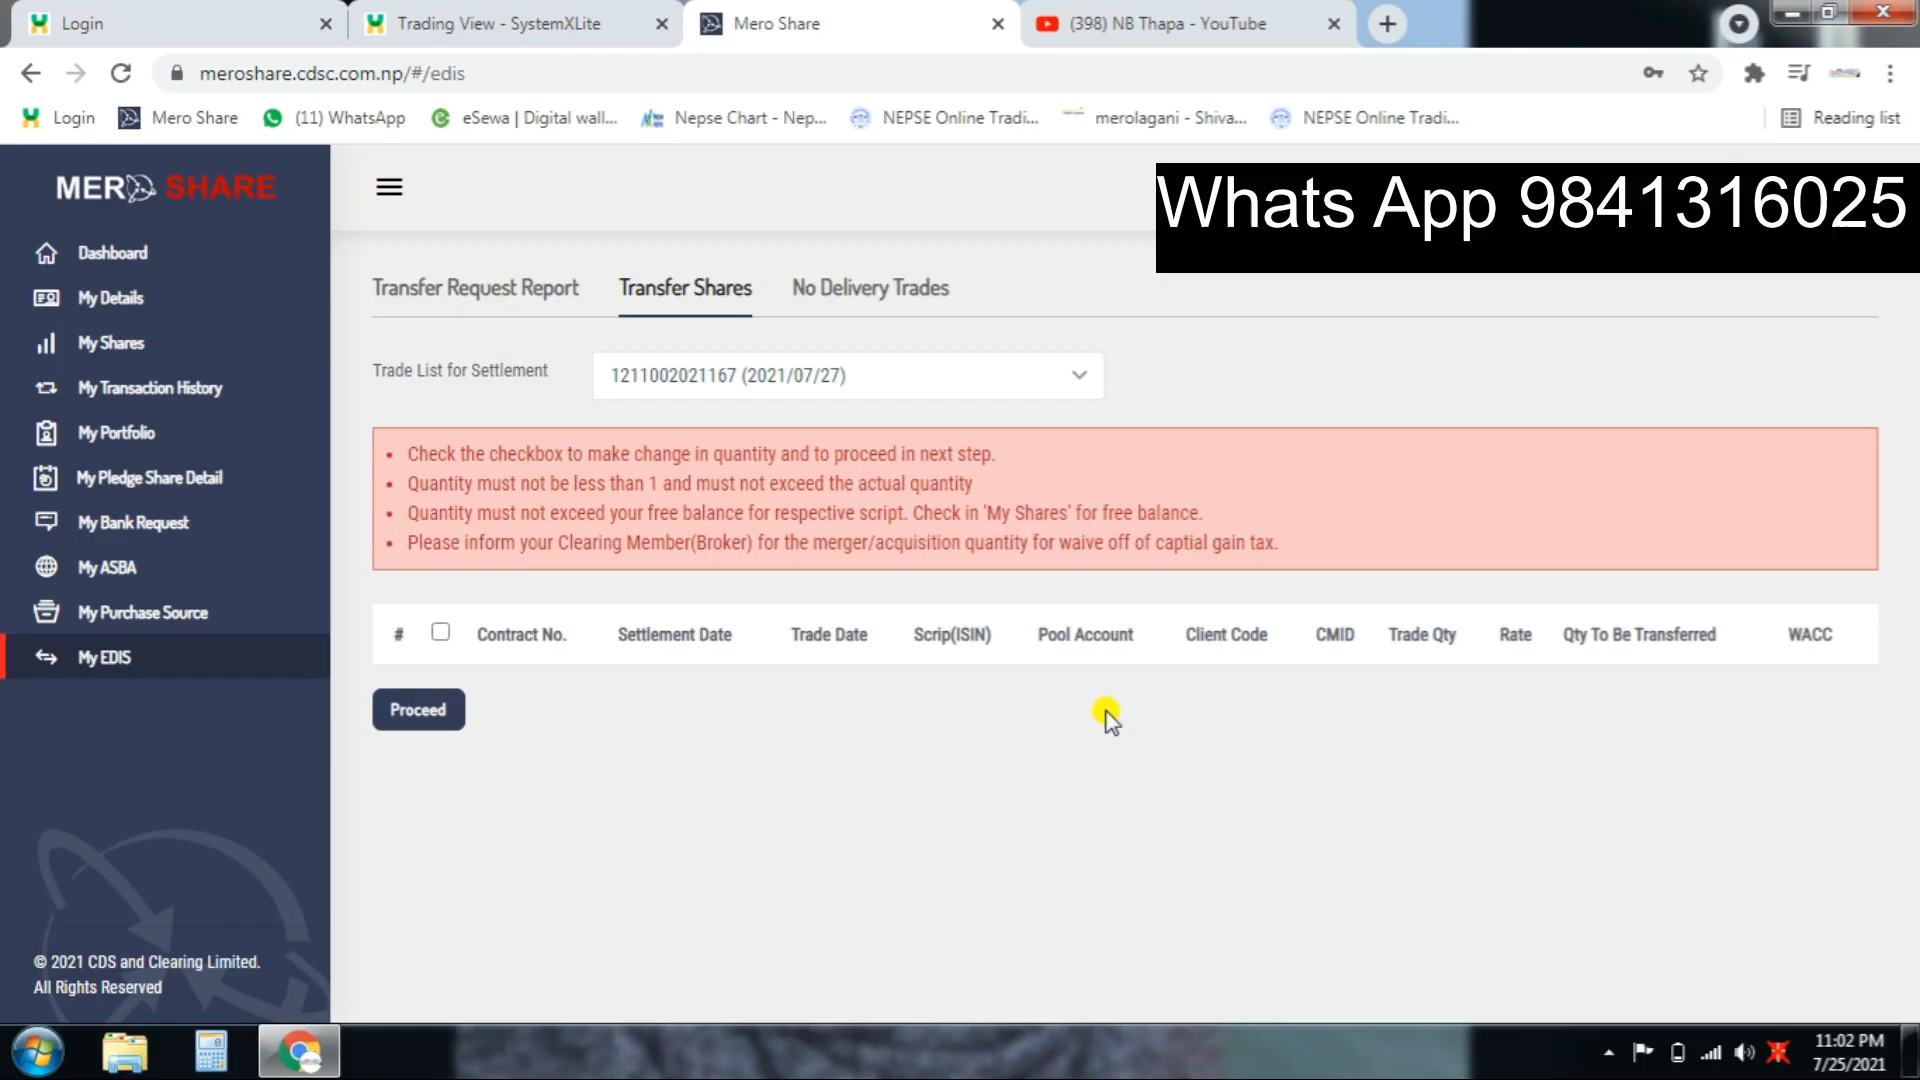 Login
Trading View - SystemXLite
Mero Share
(398) NB Thapa - YouTube
meroshare.cdsc.com.np/#/edis
Login
Mero Share
(11) WhatsApp
eSewa | Digital wall...
Nepse Chart - Nep...
NEPSE Online Tradi...
merolagani - Shiva...
NEPSE Online Tradi...
Reading list
MERO SHARE
Whats App 9841316025
Dashboard
My Details
My Shares
My Transaction History
My Portfolio
My Pledge Share Detail
My Bank Request
My ASBA
My Purchase Source
My EDIS
© 2021 CDS and Clearing Limited.
All Rights Reserved
Transfer Request Report
Transfer Shares
No Delivery Trades
Trade List for Settlement
1211002021167 (2021/07/27)
Check the checkbox to make change in quantity and to proceed in next step.
Quantity must not be less than 1 and must not exceed the actual quantity
Quantity must not exceed your free balance for respective script. Check in 'My Shares' for free balance.
Please inform your Clearing Member(Broker) for the merger/acquisition quantity for waive off of captial gain tax.
# Contract No. Settlement Date Trade Date Scrip(ISIN) Pool Account Client Code CMID Trade Qty Rate Qty To Be Transferred WACC
Proceed
11:02 PM
7/25/2021